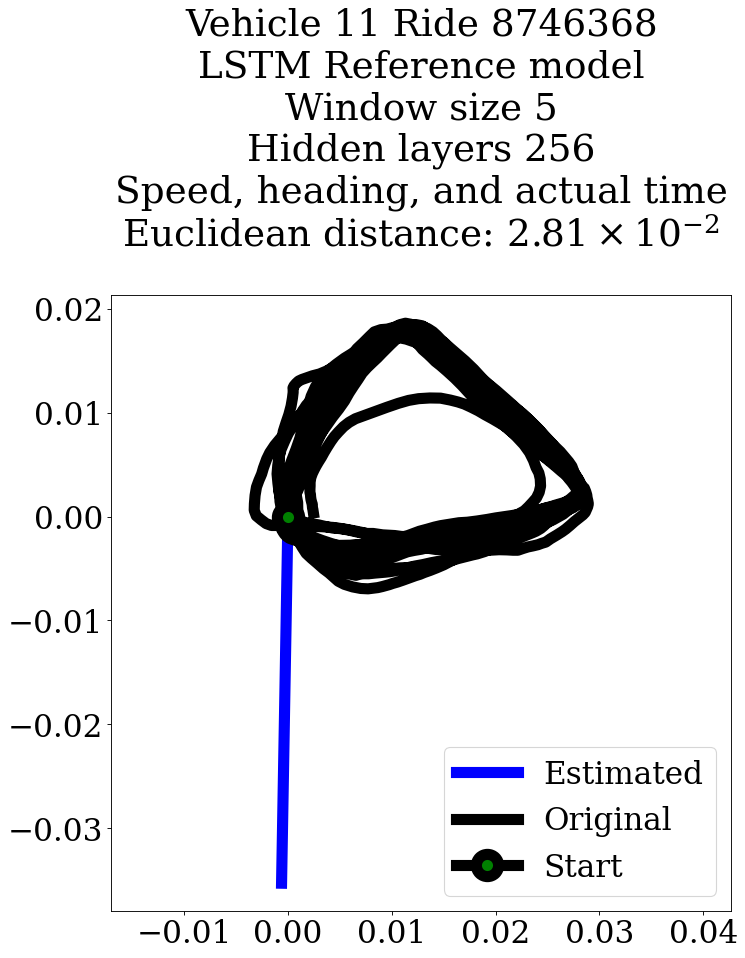 Vehicle 11 Ride 8746368
LSTM Reference model
Window size 5
Hidden layers 256
Speed, heading, and actual time
Euclidean distance: 2.81 × 10⁻²
0.02
0.01
0.00
−0.01
−0.02
−0.03
Estimated
Original
Start
−0.01 0.00 0.01 0.02 0.03 0.04